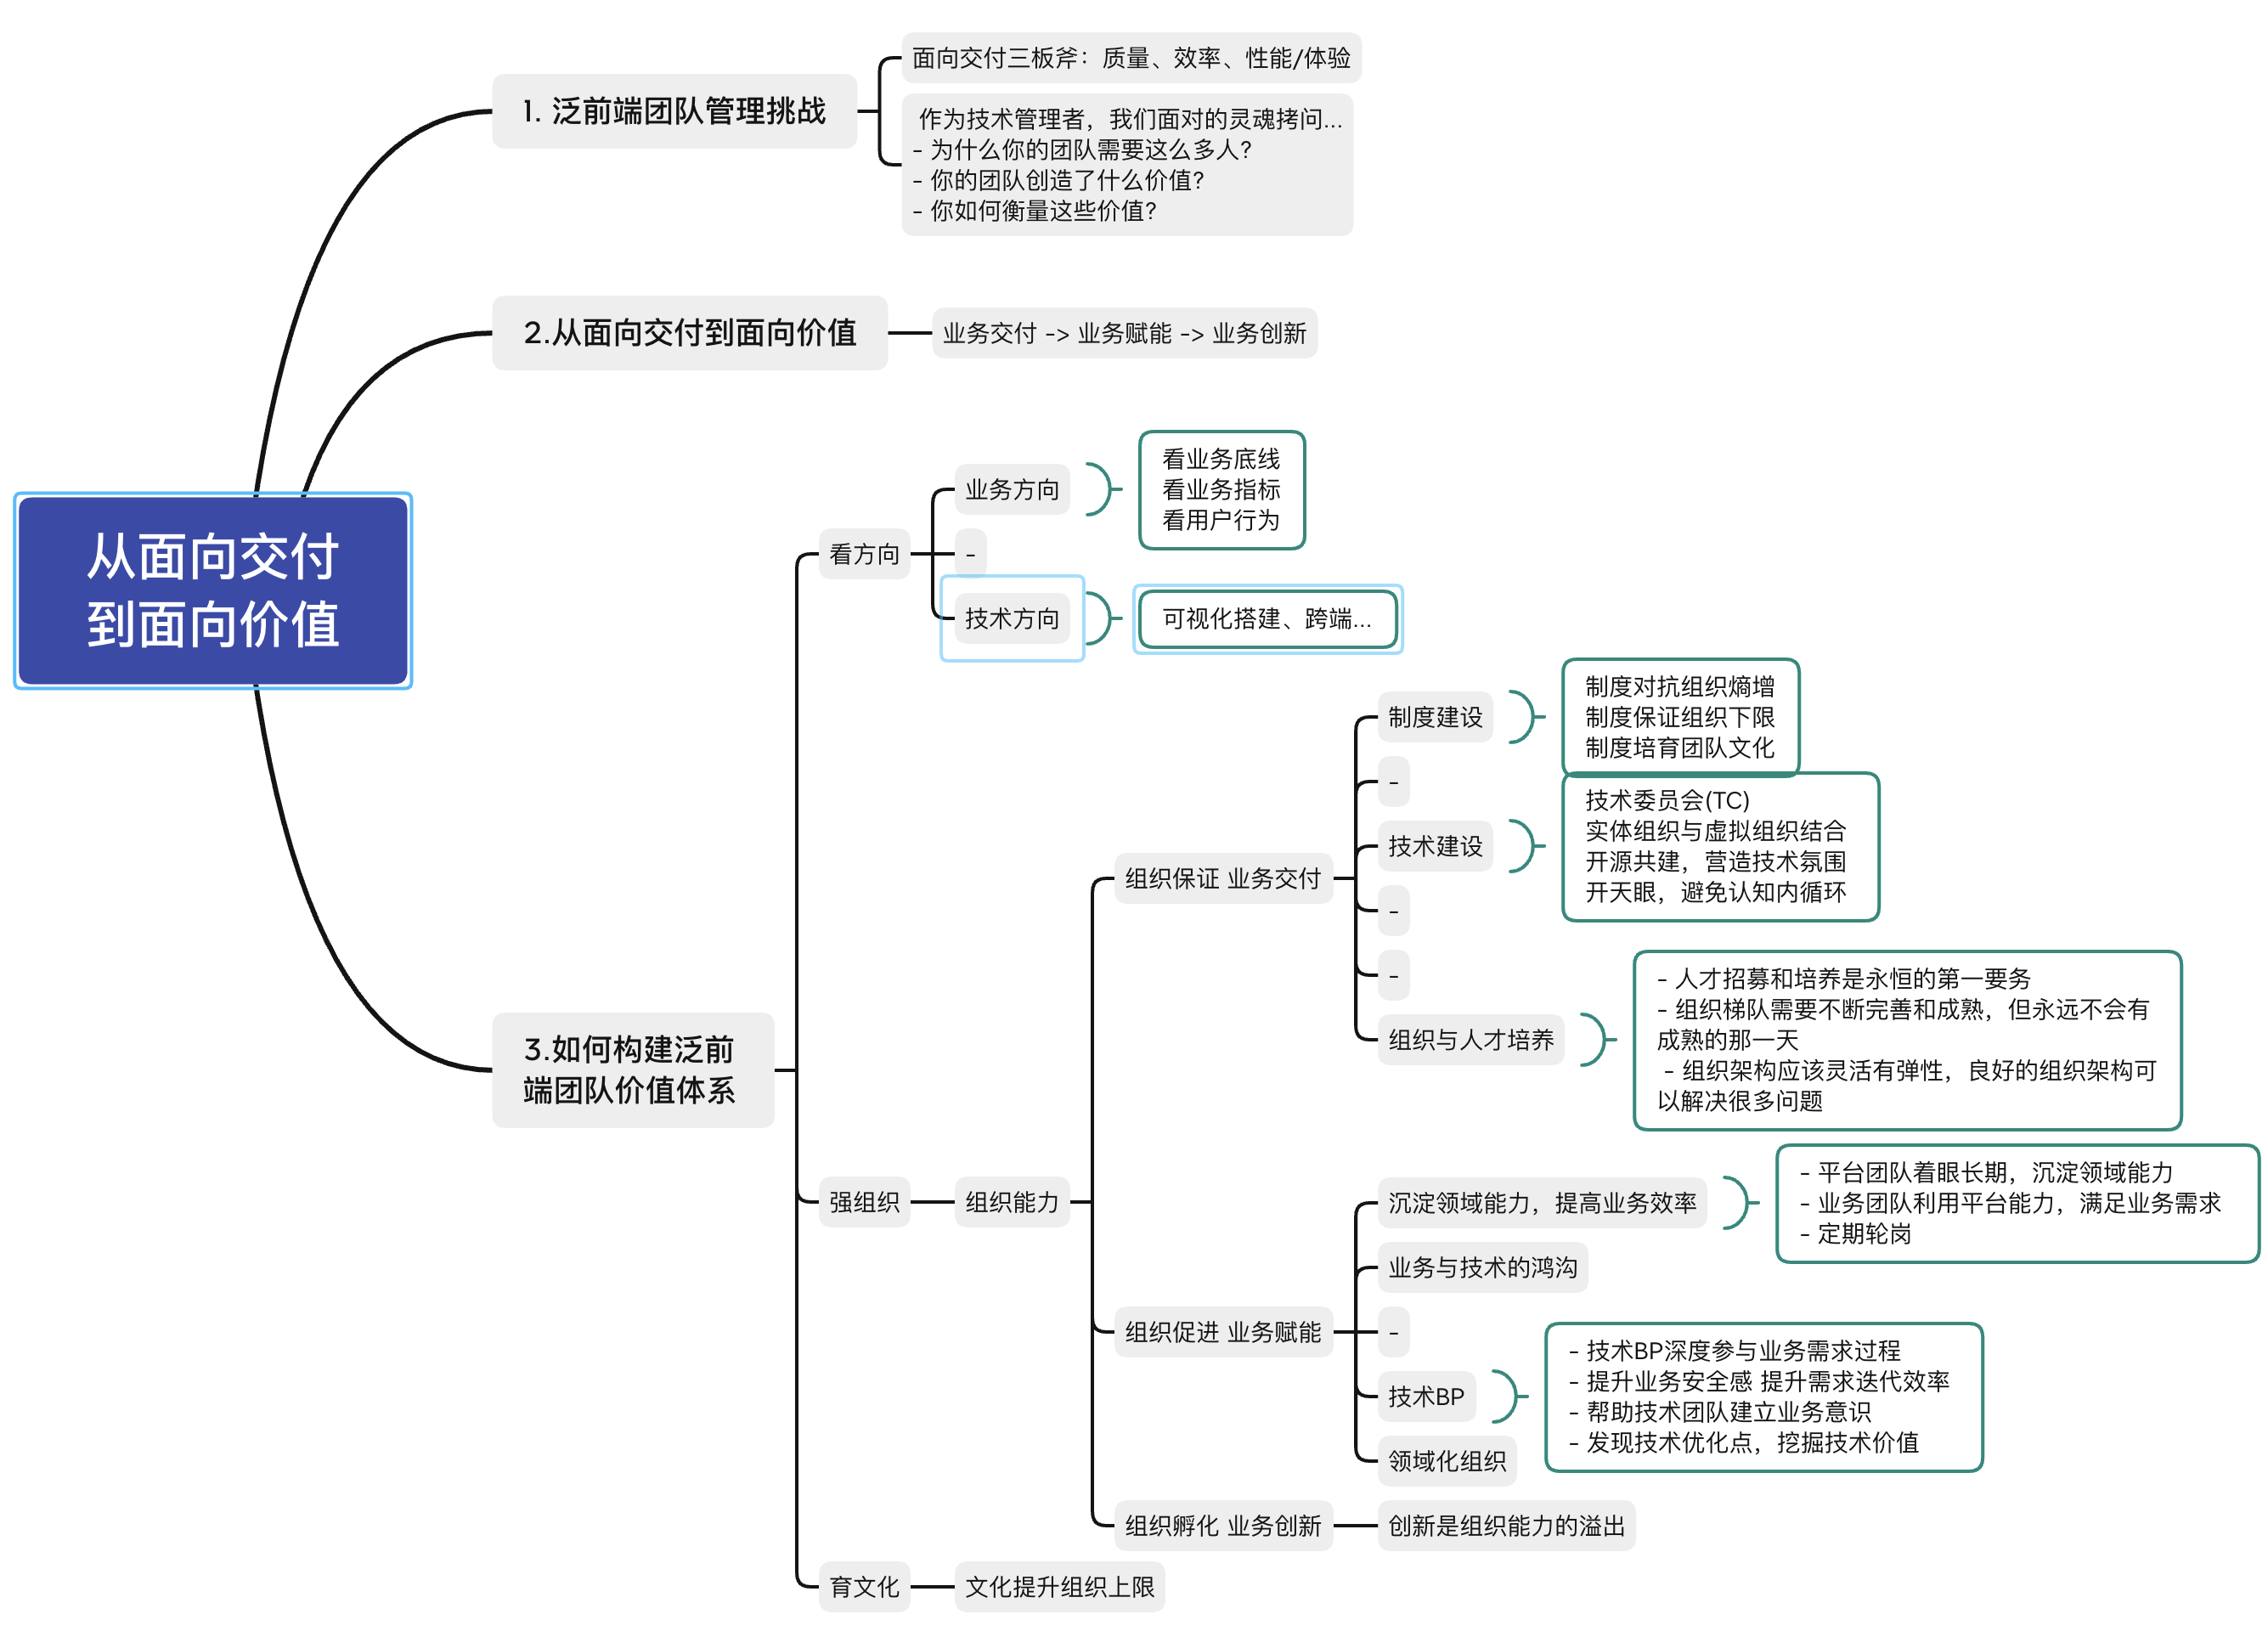 从面向交付
到面向价值
1. 泛前端团队管理挑战
面向交付三板斧：质量、效率、性能/体验
作为技术管理者，我们面对的灵魂拷问...
- 为什么你的团队需要这么多人?
- 你的团队创造了什么价值?
- 你如何衡量这些价值?
2.从面向交付到面向价值
业务交付 -> 业务赋能 -> 业务创新
3.如何构建泛前
端团队价值体系
看方向
业务方向
看业务底线
看业务指标
看用户行为
-
技术方向
可视化搭建、跨端...
强组织
组织能力
组织保证 业务交付
制度建设
制度对抗组织熵增
制度保证组织下限
制度培育团队文化
-
技术建设
技术委员会(TC)
实体组织与虚拟组织结合
开源共建，营造技术氛围
开天眼，避免认知内循环
-
-
组织与人才培养
- 人才招募和培养是永恒的第一要务
- 组织梯队需要不断完善和成熟，但永远不会有
成熟的那一天
- 组织架构应该灵活有弹性，良好的组织架构可
以解决很多问题
组织促进 业务赋能
沉淀领域能力，提高业务效率
- 平台团队着眼长期，沉淀领域能力
- 业务团队利用平台能力，满足业务需求
- 定期轮岗
业务与技术的鸿沟
-
技术BP
- 技术BP深度参与业务需求过程
- 提升业务安全感 提升需求迭代效率
- 帮助技术团队建立业务意识
- 发现技术优化点，挖掘技术价值
领域化组织
组织孵化 业务创新
创新是组织能力的溢出
育文化
文化提升组织上限